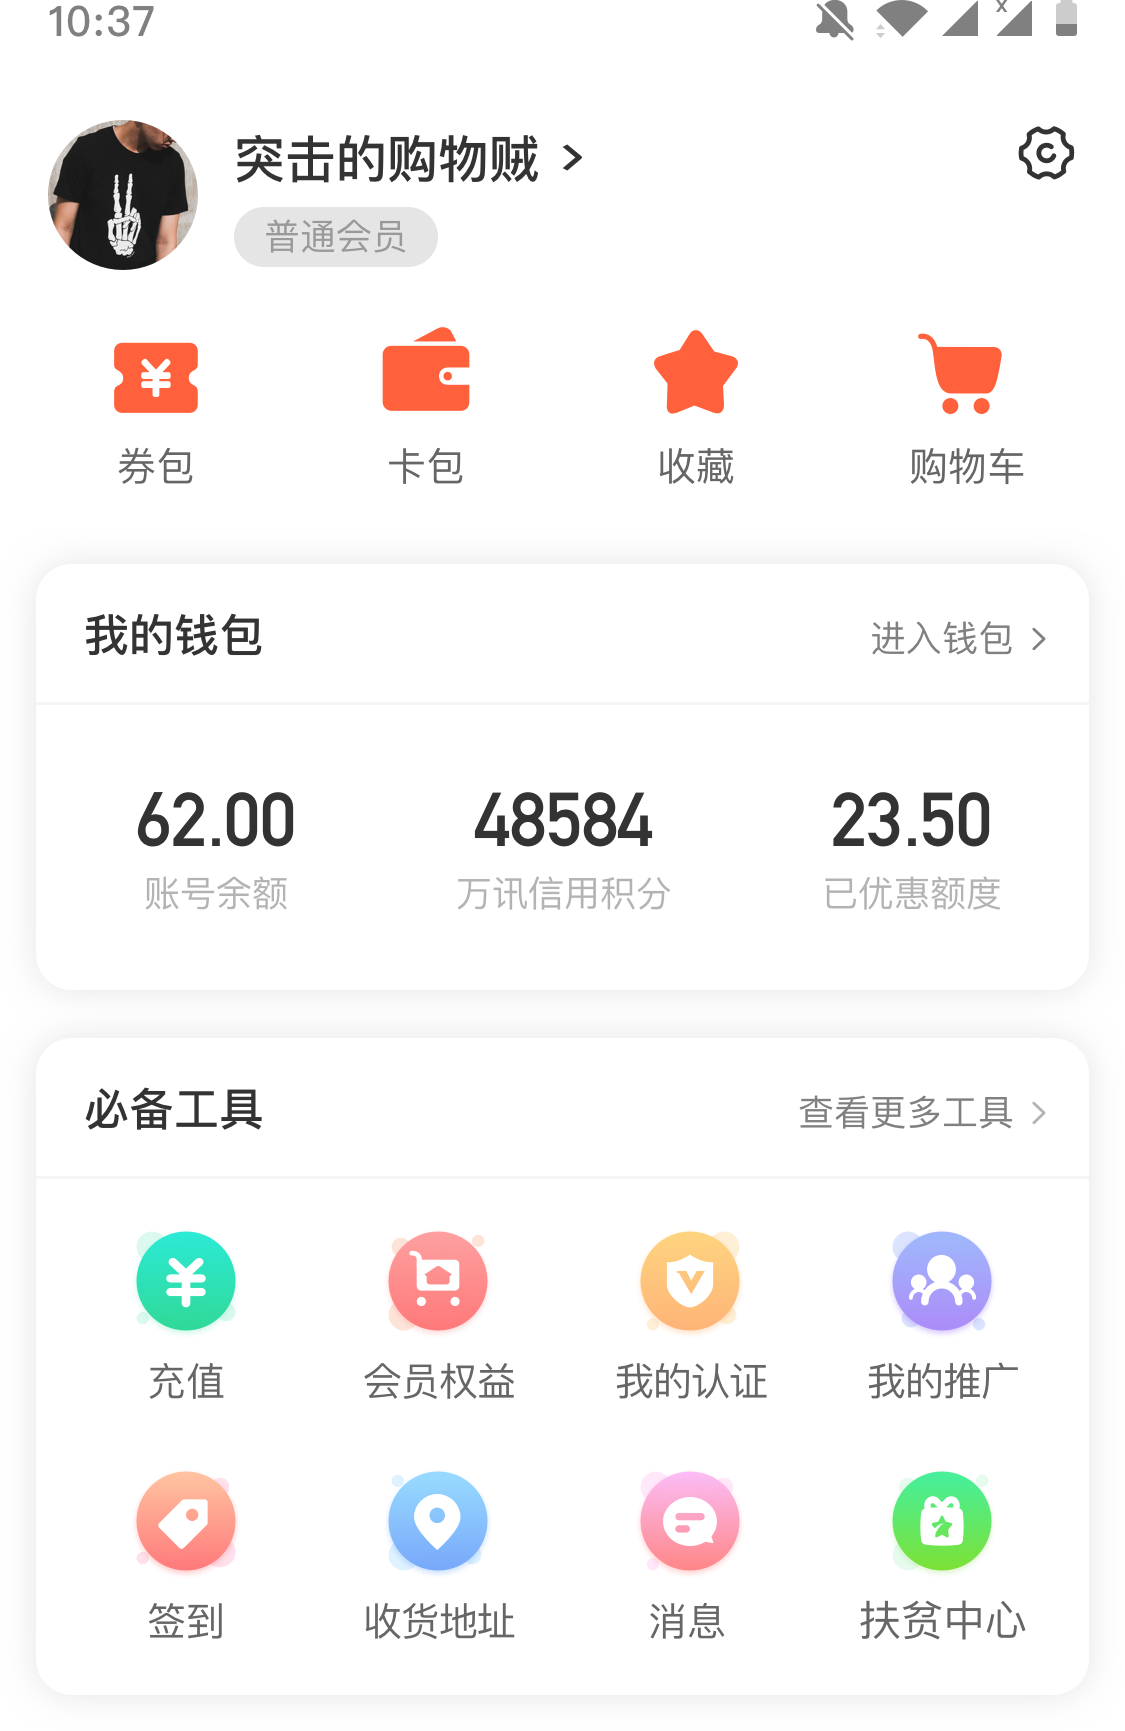 10:37
突击的购物贼 >
普通会员
券包 卡包 收藏 购物车
我的钱包 进入钱包 >
62.00 48584 23.50
账号余额 万讯信用积分 已优惠额度
必备工具 查看更多工具 >
充值 会员权益 我的认证 我的推广
签到 收货地址 消息 扶贫中心